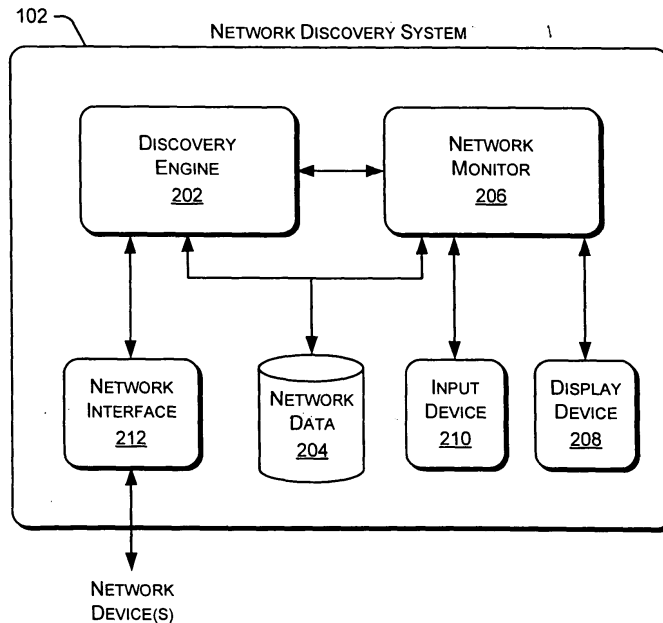 102
NETWORK DISCOVERY SYSTEM
DISCOVERY
ENGINE
202
NETWORK
MONITOR
206
NETWORK
INTERFACE
212
NETWORK
DATA
204
INPUT
DEVICE
210
DISPLAY
DEVICE
208
NETWORK
DEVICE(S)